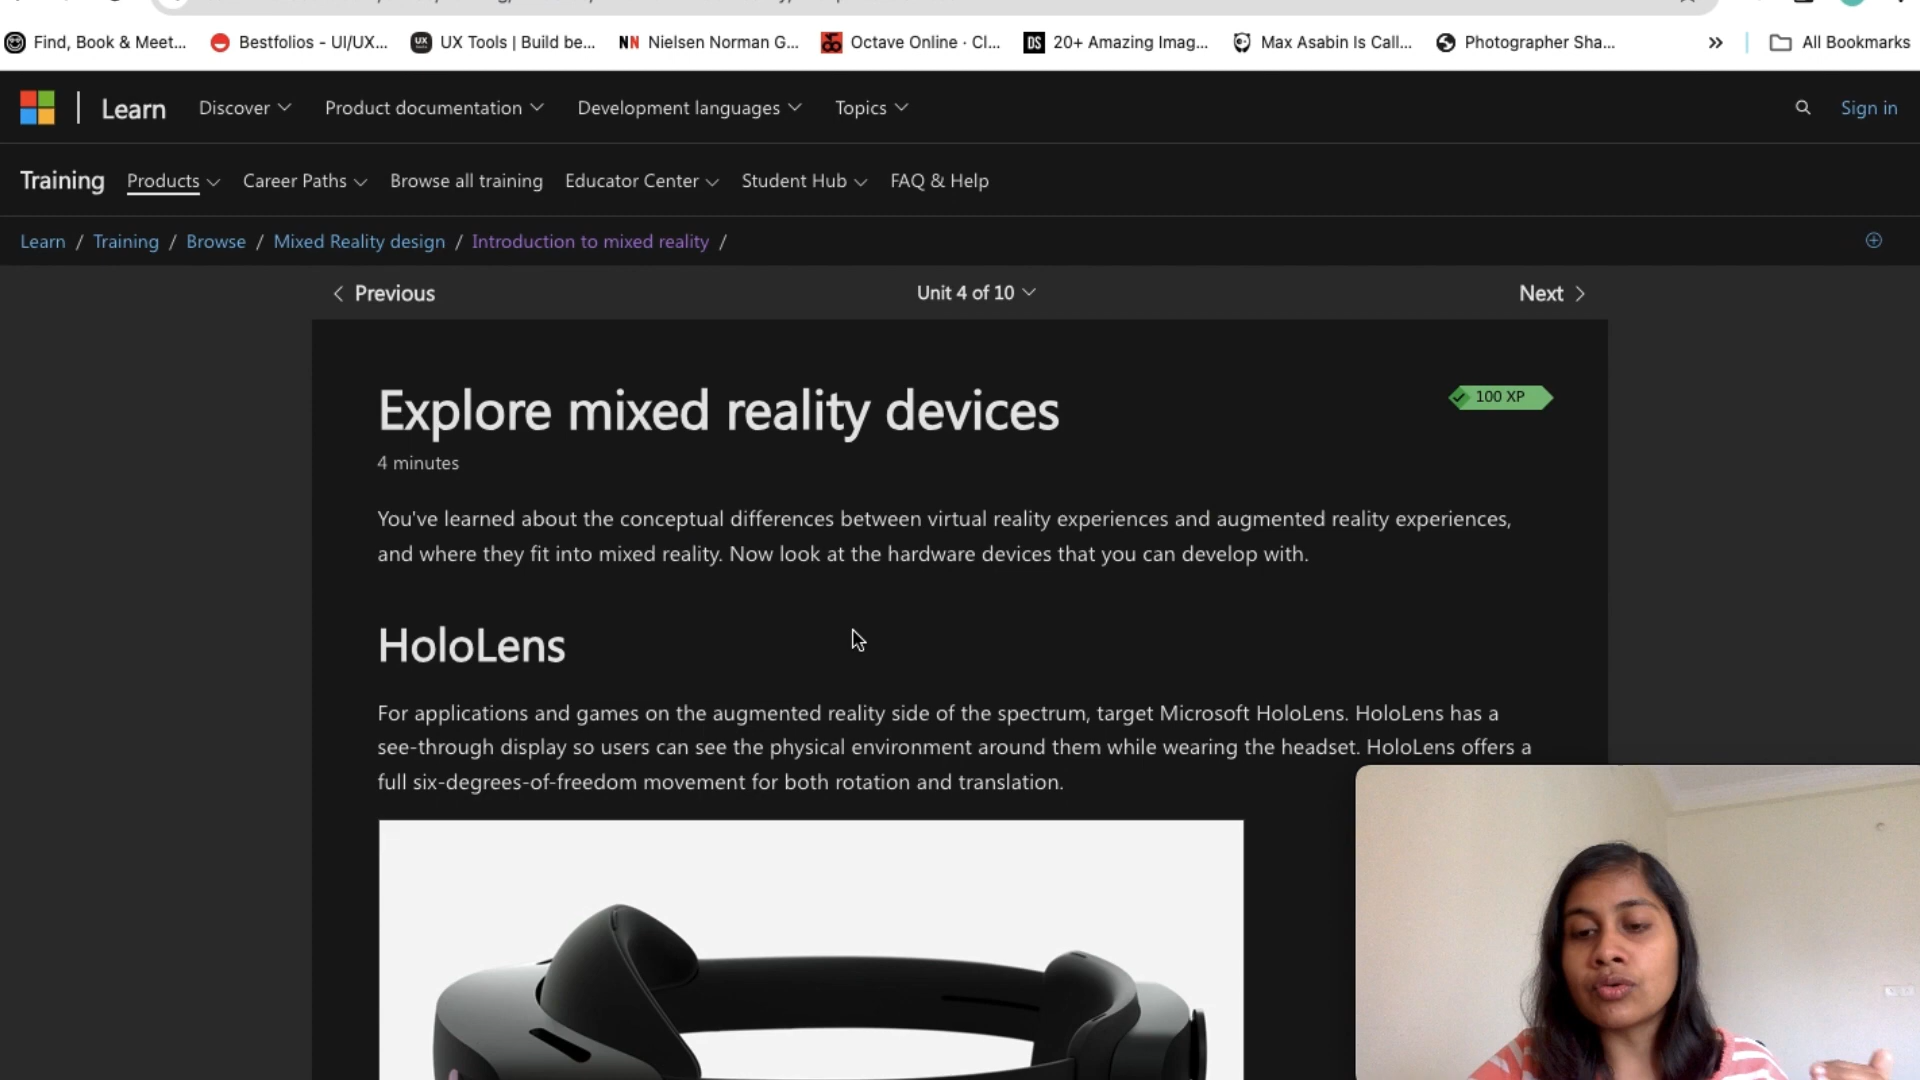 Find, Book & Meet... Bestfolios - UI/UX... UX Tools | Build be... NN Nielsen Norman G... Octave Online · Cl... DS 20+ Amazing Imag... Max Asabin Is Call... Photographer Sha... » All Bookmarks
Learn Discover Product documentation Development languages Topics Sign in
Training Products Career Paths Browse all training Educator Center Student Hub FAQ & Help
Learn / Training / Browse / Mixed Reality design / Introduction to mixed reality /
Previous Unit 4 of 10 Next
Explore mixed reality devices
100 XP
4 minutes
You've learned about the conceptual differences between virtual reality experiences and augmented reality experiences,
and where they fit into mixed reality. Now look at the hardware devices that you can develop with.
HoloLens
For applications and games on the augmented reality side of the spectrum, target Microsoft HoloLens. HoloLens has a
see-through display so users can see the physical environment around them while wearing the headset. HoloLens offers a
full six-degrees-of-freedom movement for both rotation and translation.